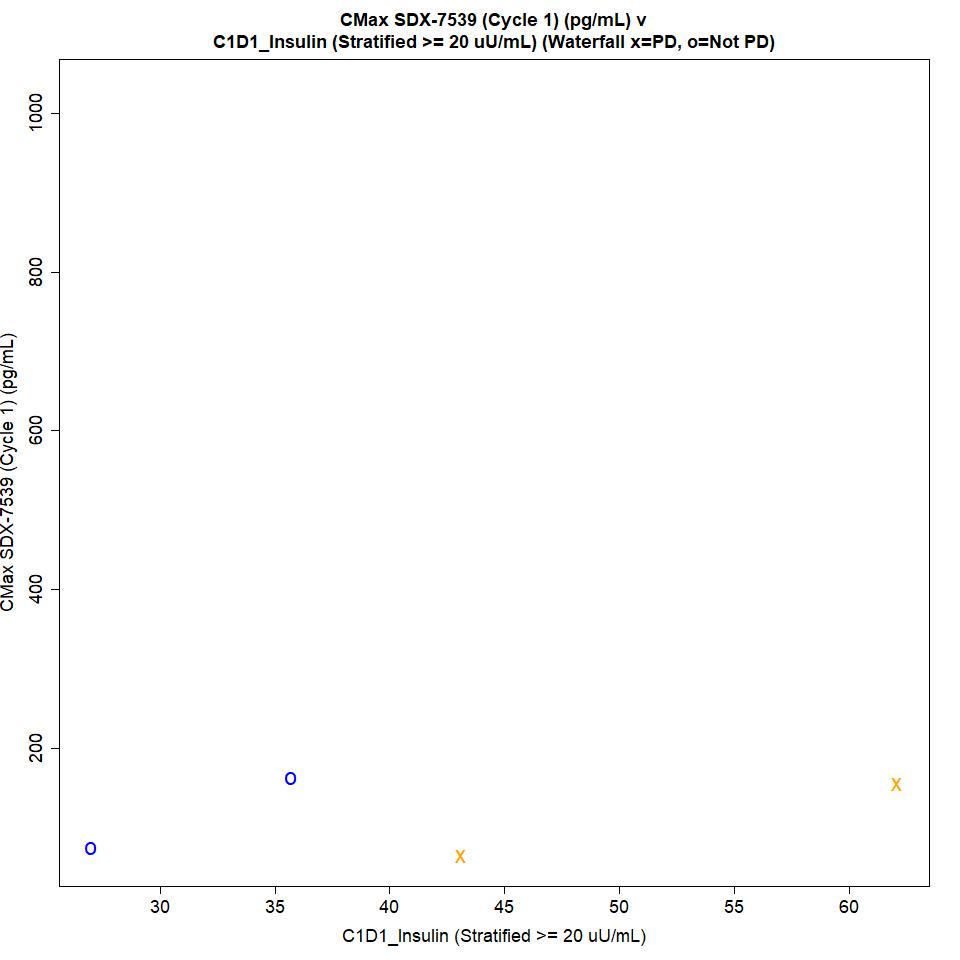 CMax SDX-7539 (Cycle 1) (pg/mL) v
C1D1_Insulin (Stratified >= 20 uU/mL) (Waterfall x=PD, o=Not PD)
CMax SDX-7539 (Cycle 1) (pg/mL)
1000
800
600
400
200
O
O
X
X
30 35 40 45 50 55 60
C1D1_Insulin (Stratified >= 20 uU/mL)